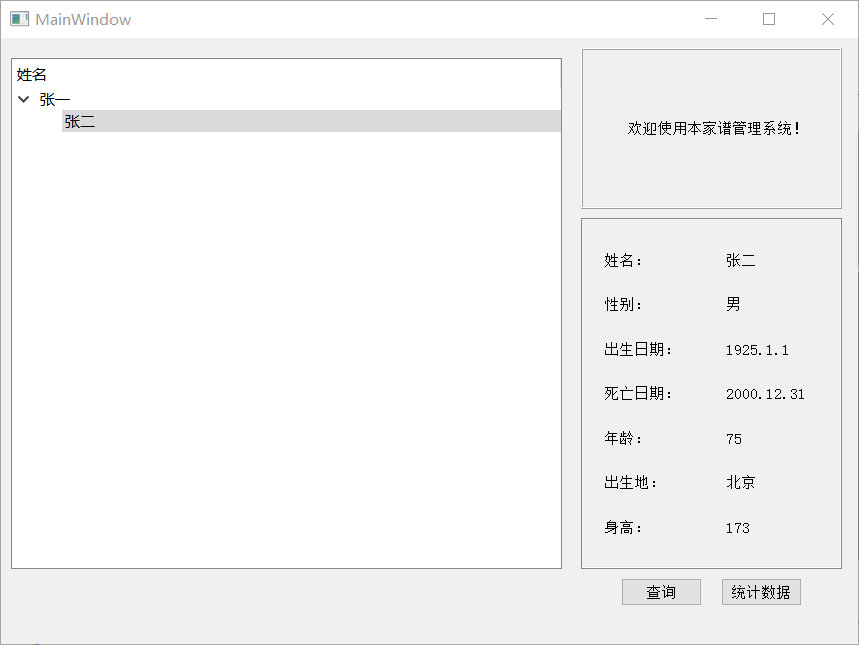 MainWindow
姓名
张一
张二
欢迎使用本家谱管理系统!
姓名: 张二
性别: 男
出生日期: 1925.1.1
死亡日期: 2000.12.31
年龄: 75
出生地: 北京
身高: 173
查询 统计数据